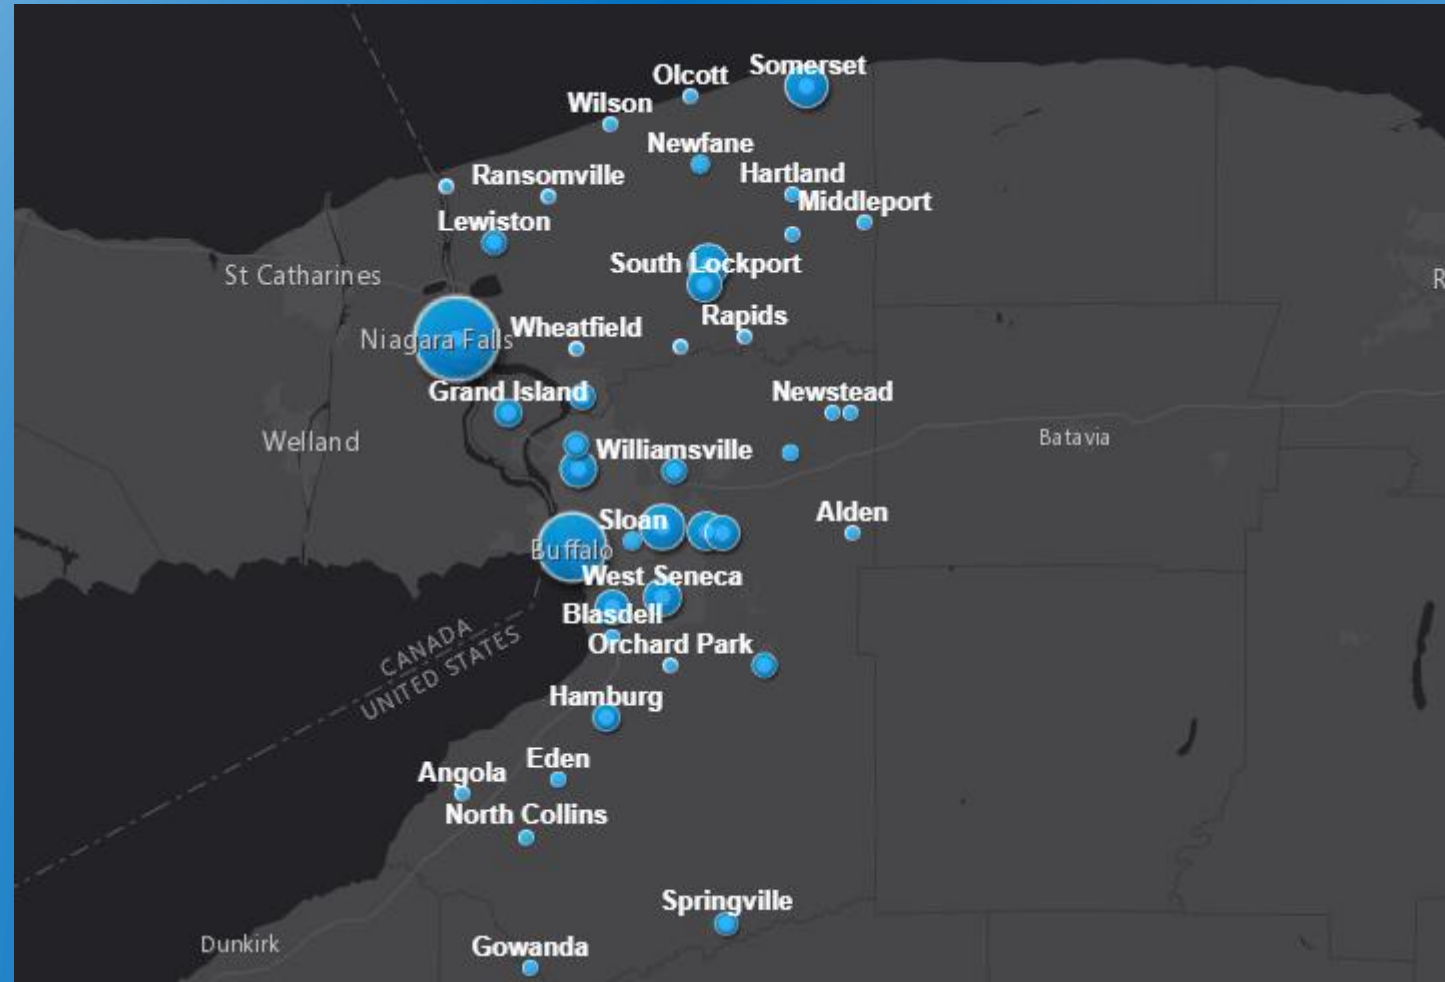 Somerset
Olcott
Wilson
Newfane
Hartland
Ransomville
Middleport
Lewiston
South Lockport
St Catharines
R
Rapids
Wheatfield
Niagara Falls
Grand Island
Newstead
Welland
Batavia
Williamsville
Alden
Sloan
Buffalo
West Seneca
Blasdell
CANADA
UNITED STATES
Orchard Park
Hamburg
Eden
Angola
North Collins
Springville
Dunkirk
Gowanda